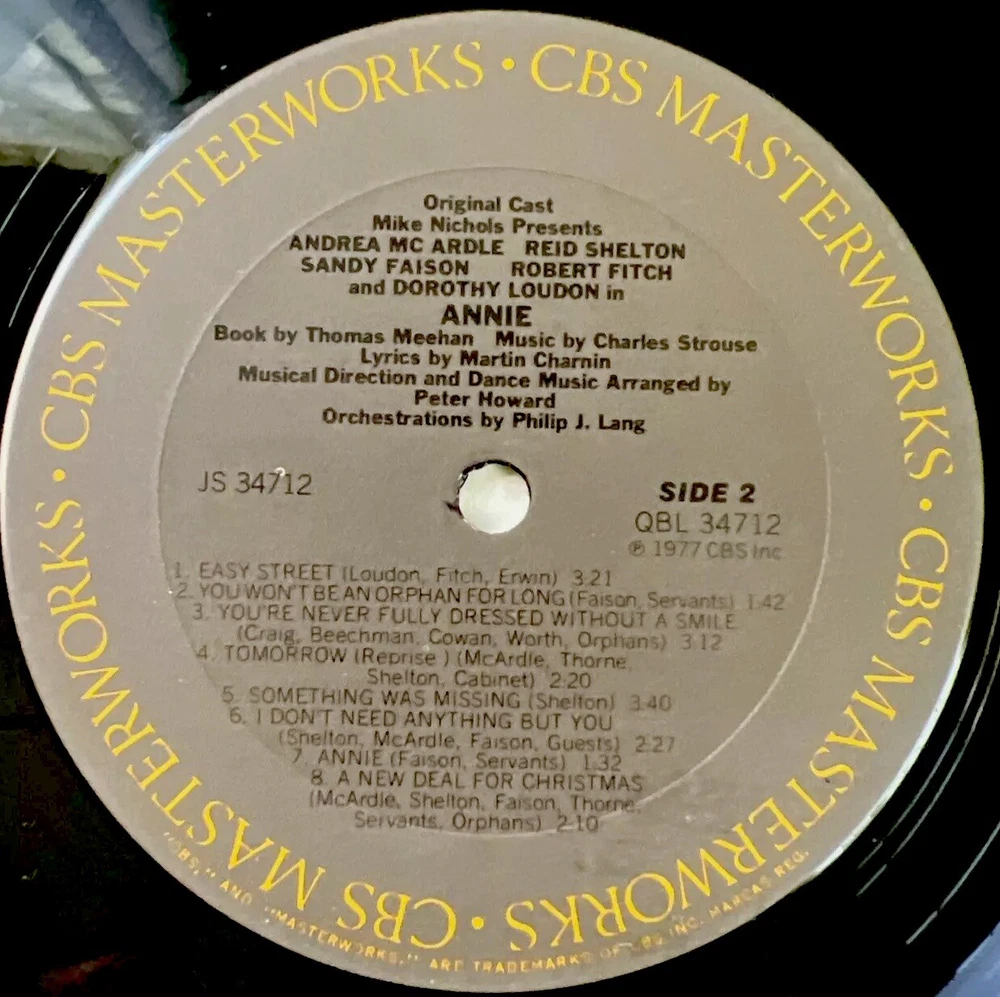 CBS MASTERWORKS · CBS MASTERWORKS · CBS MASTERWORKS · CBS MASTERWORKS ·
Original Cast
Mike Nichols Presents
ANDREA MC ARDLE REID SHELTON
SANDY FAISON ROBERT FITCH
and DOROTHY LOUDON in
ANNIE
Book by Thomas Meehan Music by Charles Strouse
Lyrics by Martin Charnin
Musical Direction and Dance Music Arranged by
Peter Howard
Orchestrations by Philip J. Lang
JS 34712
SIDE 2
QBL 34712
℗ 1977 CBS Inc.
1. EASY STREET (Loudon, Fitch, Erwin) 3:21
2. YOU WON'T BE AN ORPHAN FOR LONG (Faison, Servants) 1:42
3. YOU'RE NEVER FULLY DRESSED WITHOUT A SMILE
(Craig, Beechman, Cowan, Worth, Orphans) 3:12
4. TOMORROW (Reprise) (McArdle, Thorne,
Shelton, Cabinet) 2:20
5. SOMETHING WAS MISSING (Shelton) 3:40
6. I DON'T NEED ANYTHING BUT YOU
(Shelton, McArdle, Faison, Guests) 2:27
7. ANNIE (Faison, Servants) 1:32
8. A NEW DEAL FOR CHRISTMAS
(McArdle, Shelton, Faison, Thorne,
Servants, Orphans) 2:10
"CBS," AND "MASTERWORKS," ARE TRADEMARKS OF CBS INC. MARCAS REG.